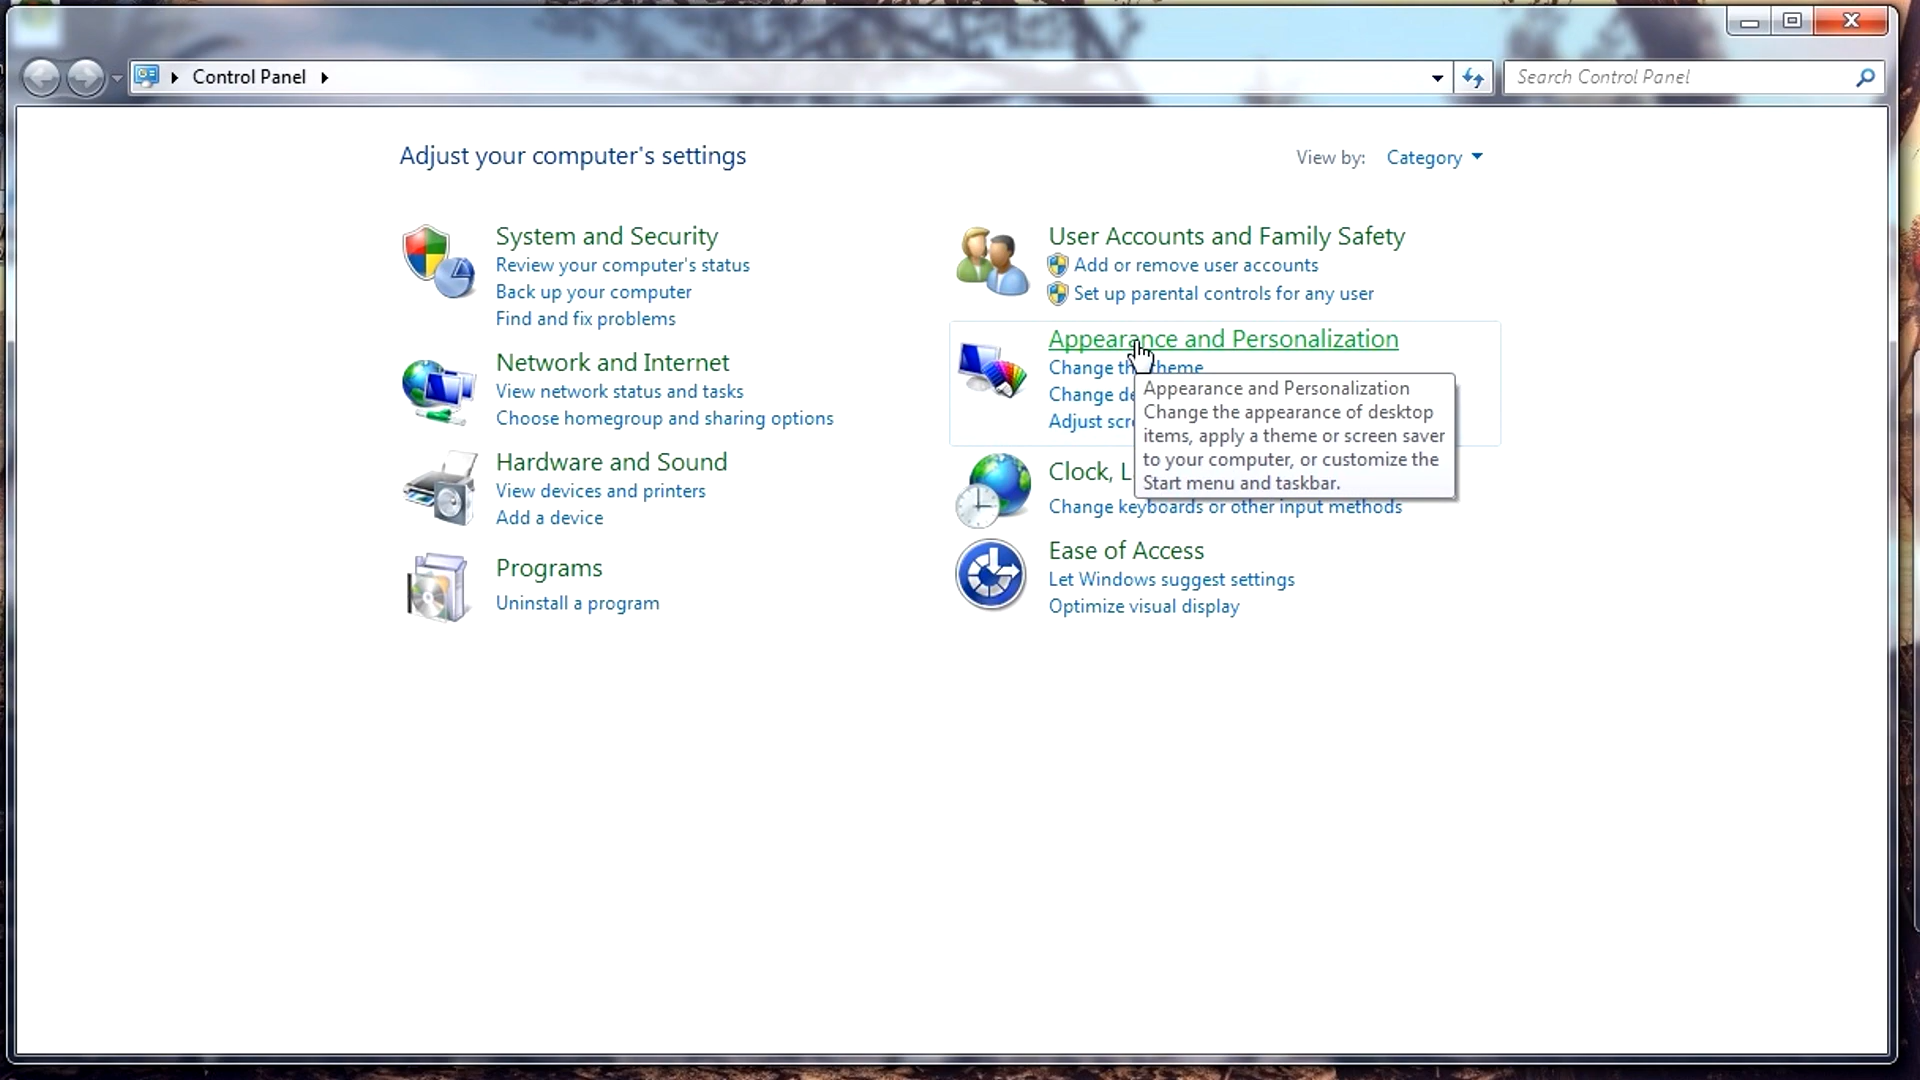 Control Panel
Search Control Panel
Adjust your computer's settings
View by: Category
System and Security
Review your computer's status
Back up your computer
Find and fix problems
Network and Internet
View network status and tasks
Choose homegroup and sharing options
Hardware and Sound
View devices and printers
Add a device
Programs
Uninstall a program
User Accounts and Family Safety
Add or remove user accounts
Set up parental controls for any user
Appearance and Personalization
Change th theme
Change de
Adjust scr
Appearance and Personalization
Change the appearance of desktop
items, apply a theme or screen saver
to your computer, or customize the
Start menu and taskbar.
Clock, L
Change keyboards or other input methods
Ease of Access
Let Windows suggest settings
Optimize visual display